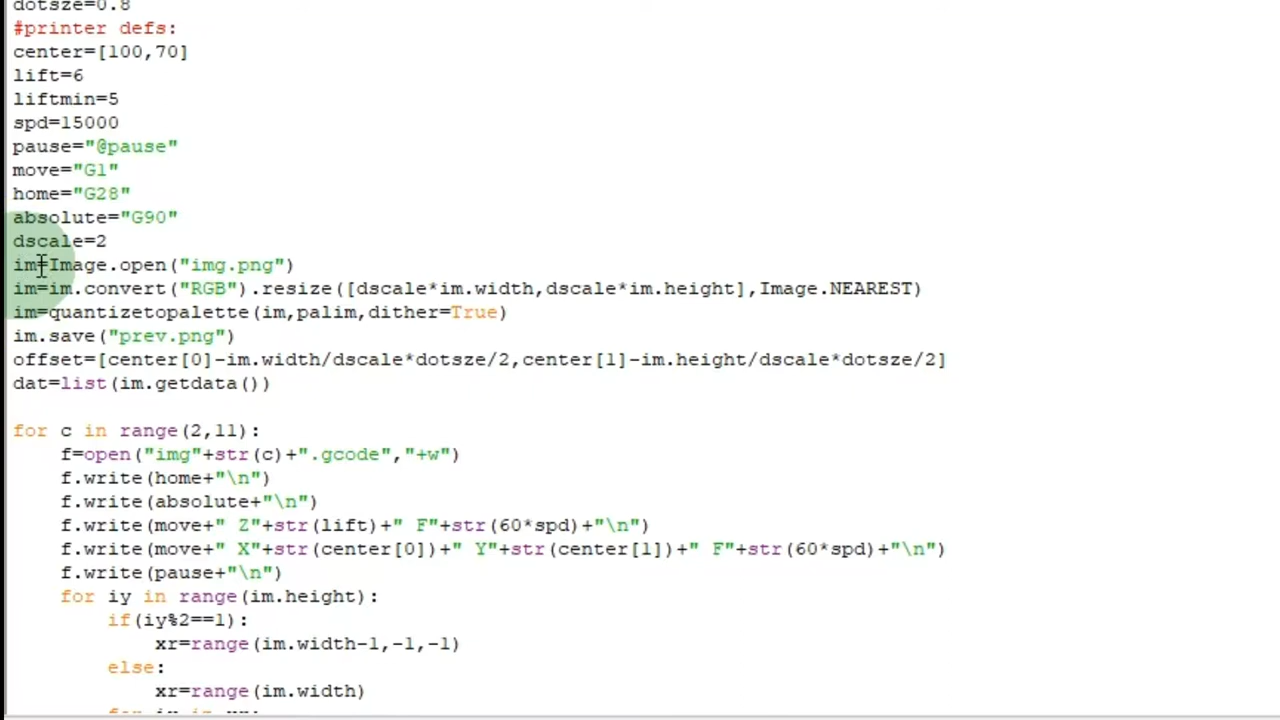 dotsze=0.8
#printer defs:
center=[100,70]
lift=6
liftmin=5
spd=15000
pause="@pause"
move="G1"
home="G28"
absolute="G90"
dscale=2
im=Image.open("img.png")
im=im.convert("RGB").resize([dscale*im.width,dscale*im.height],Image.NEAREST)
im=quantizetopalette(im,palim,dither=True)
im.save("prev.png")
offset=[center[0]-im.width/dscale*dotsze/2,center[1]-im.height/dscale*dotsze/2]
dat=list(im.getdata())
for c in range(2,11):
    f=open("img"+str(c)+".gcode","+w")
    f.write(home+"\n")
    f.write(absolute+"\n")
    f.write(move+" Z"+str(lift)+" F"+str(60*spd)+"\n")
    f.write(move+" X"+str(center[0])+" Y"+str(center[1])+" F"+str(60*spd)+"\n")
    f.write(pause+"\n")
    for iy in range(im.height):
        if(iy%2==1):
            xr=range(im.width-1,-1,-1)
        else:
            xr=range(im.width)